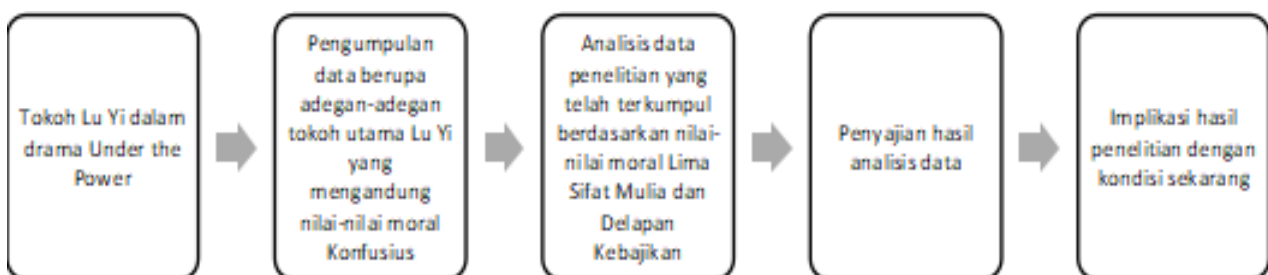 Tokoh Lu Yi dalam
drama Under the
Power
Pengumpulan
data berupa
adegan-adegan
tokoh utama Lu Yi
yang
mengandung
nilai-nilai moral
Konfusius
Analisis data
penelitian yang
telah terkumpul
berdasarkan nilai-
nilai moral Lima
Sifat Mulia dan
Delapan
Kebajikan
Penyajian hasil
analisis data
Implikasi hasil
penelitian dengan
kondisi sekarang